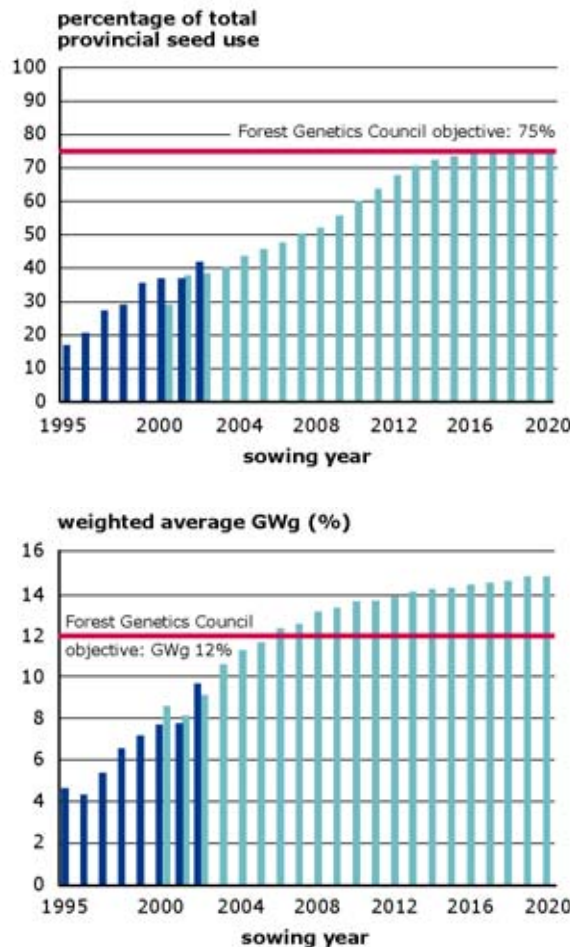 percentage of total
provincial seed use
100
90
80
Forest Genetics Council objective: 75%
70
60
50
40
30
20
10
0
1995 2000 2004 2008 2012 2016 2020
sowing year
weighted average GWg (%)
16
14
Forest Genetics Council
12
objective: GWg 12%
10
8
6
4
2
0
1995 2000 2004 2008 2012 2016 2020
sowing year